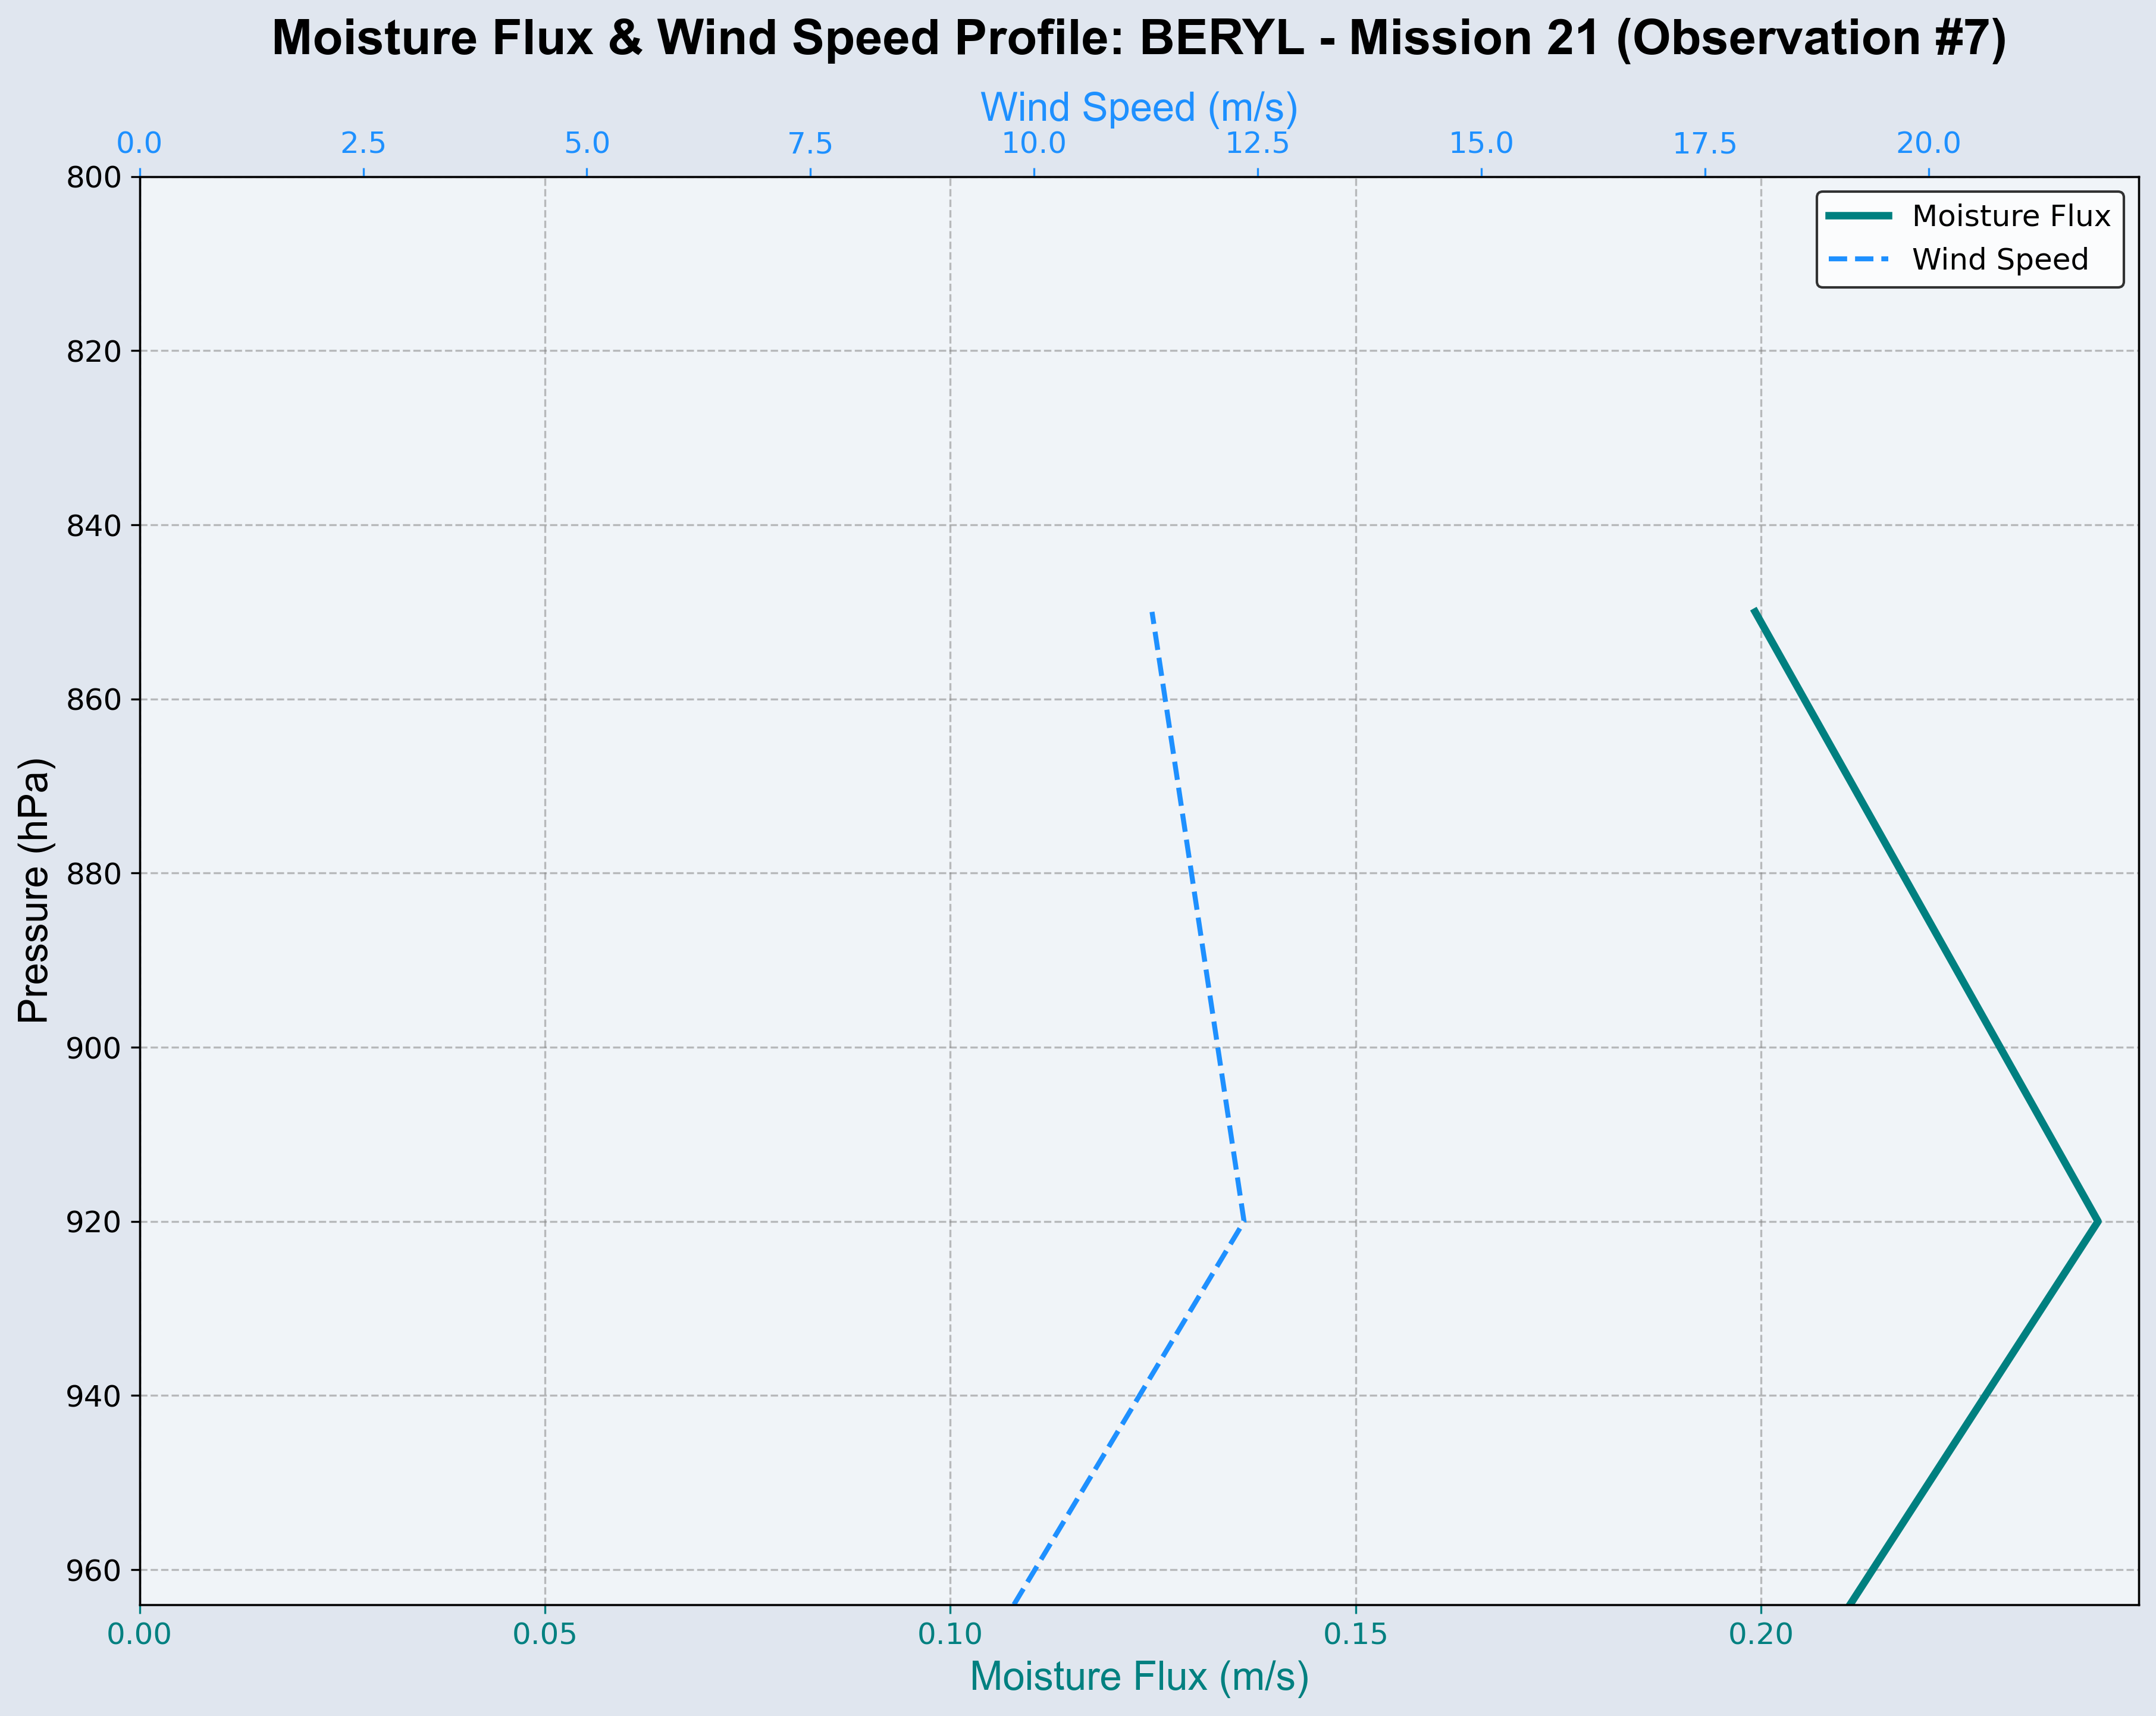 Moisture Flux & Wind Speed Profile: BERYL - Mission 21 (Observation #7)
Wind Speed (m/s)
0.0 2.5 5.0 7.5 10.0 12.5 15.0 17.5 20.0
Moisture Flux
Wind Speed
Pressure (hPa)
800
820
840
860
880
900
920
940
960
0.00 0.05 0.10 0.15 0.20
Moisture Flux (m/s)